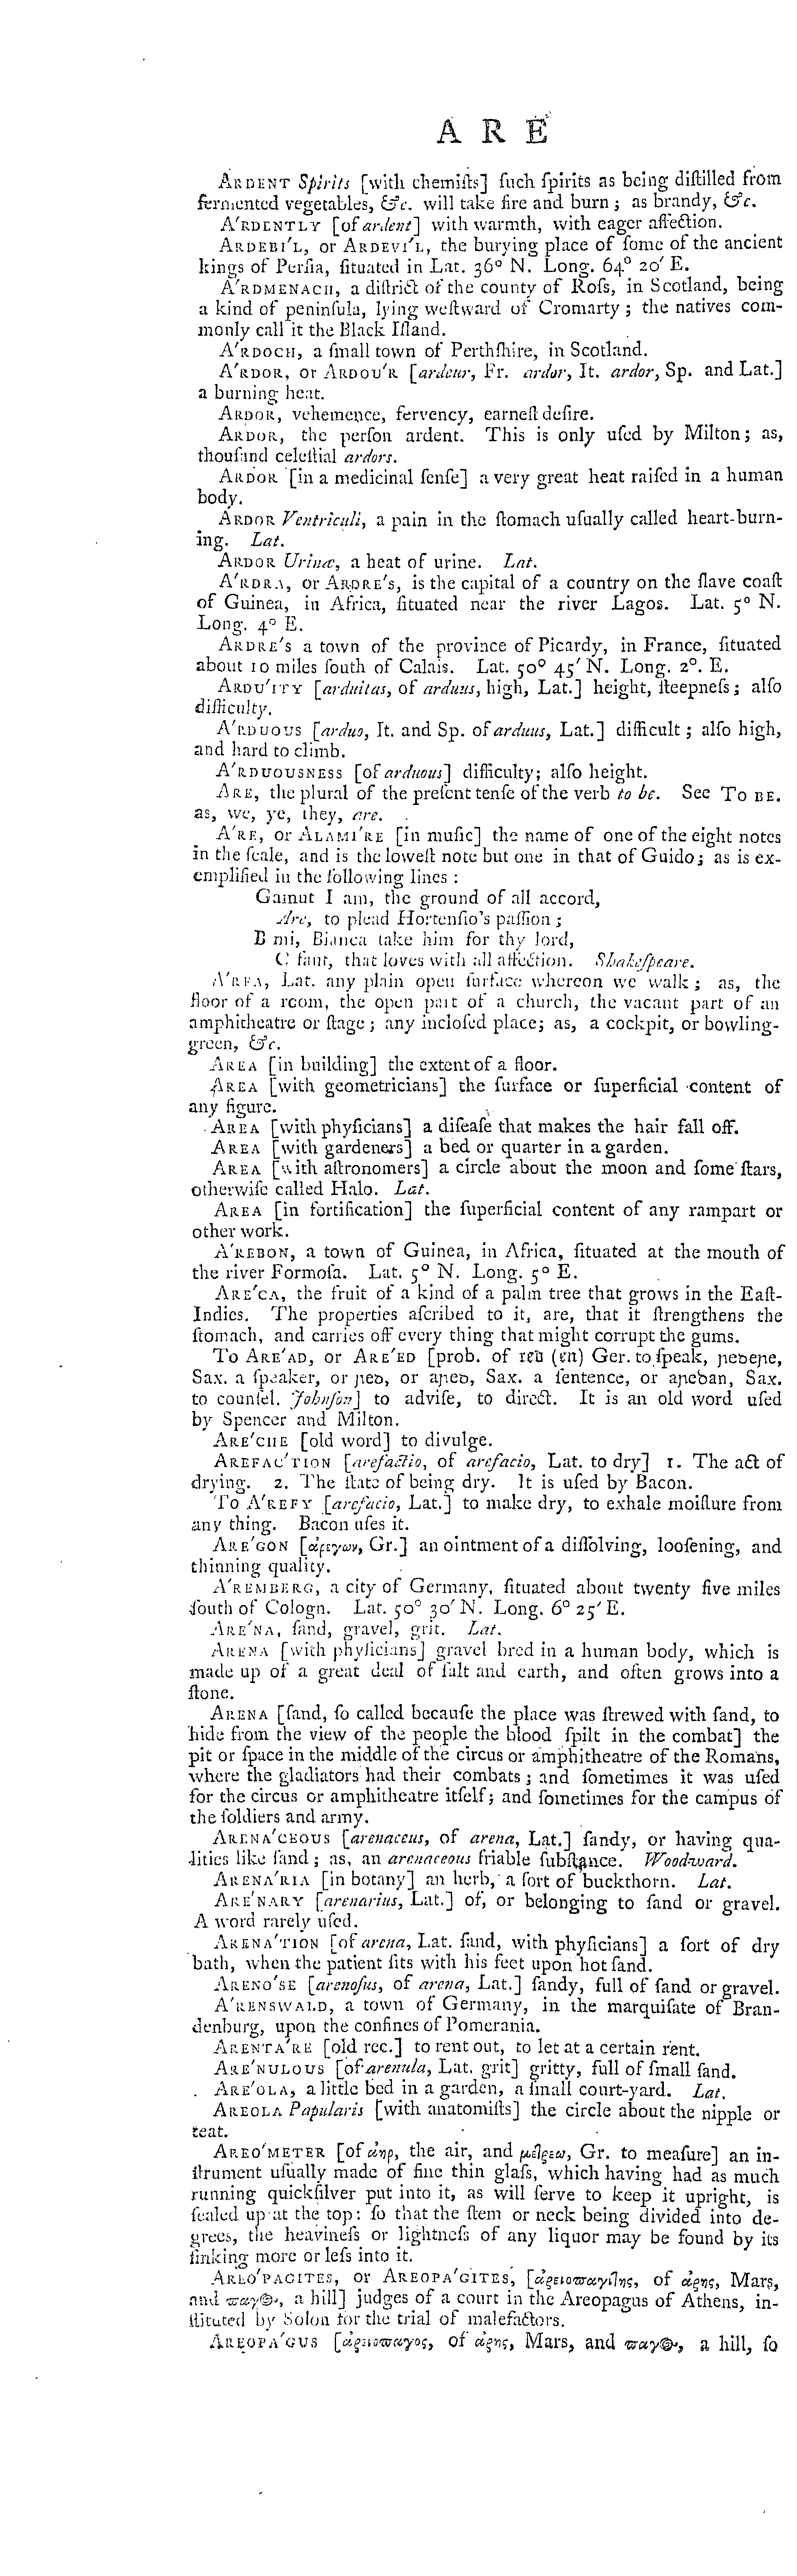 A R E
ARDENT Spirits [with chemiſts] ſuch ſpirits as being diſtilled from
fermented vegetables, &c. will take fire and burn; as brandy, &c.
A′RDENTLY [of ardent] with warmth, with eager affection.
ARDEBI′L, or ARDEVI′L, the burying place of ſome of the ancient
kings of Perſia, ſituated in Lat. 36° N. Long. 64° 20′ E.
A′RDMENACH, a diſtrict of the county of Roſs, in Scotland, being
a kind of peninſula, lying weſtward of Cromarty; the natives com-
monly call it the Black Iſland.
A′RDOCH, a ſmall town of Perthſhire, in Scotland.
A′RDOR, or ARDOU′R [ardeur, Fr. ardor, It. ardor, Sp. and Lat.]
a burning heat.
ARDOR, vehemence, fervency, earneſt deſire.
ARDOR, the perſon ardent. This is only uſed by Milton; as,
thouſand celeſtial ardors.
ARDOR [in a medicinal ſenſe] a very great heat raiſed in a human
body.
ARDOR Ventriculi, a pain in the ſtomach uſually called heart-burn-
ing. Lat.
ARDOR Urinæ, a heat of urine. Lat.
A′RDRA, or ARDRE′s, is the capital of a country on the ſlave coaſt
of Guinea, in Africa, ſituated near the river Lagos. Lat. 5° N.
Long. 4° E.
ARDRE′s a town of the province of Picardy, in France, ſituated
about 10 miles ſouth of Calais. Lat. 50° 45′ N. Long. 2°. E.
ARDU′ITY [arduitas, of arduus, high, Lat.] height, ſteepneſs; alſo
difficulty.
A′RDUOUS [arduo, It. and Sp. of arduus, Lat.] difficult; alſo high,
and hard to climb.
A′RDUOUSNESS [of arduous] difficulty; alſo height.
ARE, the plural of the preſent tenſe of the verb to be. See To BE.
as, we, ye, they, are.
A′RE, or ALAMI′RE [in muſic] the name of one of the eight notes
in the ſcale, and is the loweſt note but one in that of Guido; as is ex-
emplified in the following lines:
Gamut I am, the ground of all accord,
Are, to plead Hortenſio's paſſion;
B mi, Bianca take him for thy lord,
C faut, that loves with all affection. Shakeſpeare.
A′REA, Lat. any plain open ſurface whereon we walk; as, the
floor of a room, the open part of a church, the vacant part of an
amphitheatre or ſtage; any incloſed place; as, a cockpit, or bowling-
green, &c.
AREA [in building] the extent of a floor.
AREA [with geometricians] the ſurface or ſuperficial content of
any figure.
AREA [with phyſicians] a diſeaſe that makes the hair fall off.
AREA [with gardeners] a bed or quarter in a garden.
AREA [with aſtronomers] a circle about the moon and ſome ſtars,
otherwiſe called Halo. Lat.
AREA [in fortification] the ſuperficial content of any rampart or
other work.
A′REBON, a town of Guinea, in Africa, ſituated at the mouth of
the river Formoſa. Lat. 5° N. Long. 5° E.
ARE′CA, the fruit of a kind of a palm tree that grows in the Eaſt-
Indies. The properties aſcribed to it, are, that it ſtrengthens the
ſtomach, and carries off every thing that might corrupt the gums.
To ARE′AD, or ARE′ED [prob. of red (en) Ger. to ſpeak,
Sax. a ſpeaker, or Sax. a ſentence, or Sax.
to counſel. Johnſon] to adviſe, to direct. It is an old word uſed
by Spencer and Milton.
ARE′CHE [old word] to divulge.
AREFAC′TION [arefactio, of arefacio, Lat. to dry] 1. The act of
drying. 2. The ſtate of being dry. It is uſed by Bacon.
To A′REFY [arefacio, Lat.] to make dry, to exhale moiſture from
any thing. Bacon uſes it.
ARE′GON [ἀρεγων, Gr.] an ointment of a diſſolving, looſening, and
thinning quality.
A′REMBERG, a city of Germany, ſituated about twenty five miles
ſouth of Cologn. Lat. 50° 30′ N. Long. 6° 25′ E.
ARE′NA, ſand, gravel, grit. Lat.
ARENA [with phyſicians] gravel bred in a human body, which is
made up of a great deal of ſalt and earth, and often grows into a
ſtone.
ARENA [ſand, ſo called becauſe the place was ſtrewed with ſand, to
hide from the view of the people the blood ſpilt in the combat] the
pit or ſpace in the middle of the circus or amphitheatre of the Romans,
where the gladiators had their combats; and ſometimes it was uſed
for the circus or amphitheatre itſelf; and ſometimes for the campus of
the ſoldiers and army.
ARENA′CEOUS [arenaceus, of arena, Lat.] ſandy, or having qua-
lities like ſand; as, an arenaceous friable ſubſtance. Woodward.
ARENA′RIA [in botany] an herb, a ſort of buckthorn. Lat.
ARE′NARY [arenarius, Lat.] of, or belonging to ſand or gravel.
A word rarely uſed.
ARENA′TION [of arena, Lat. ſand, with phyſicians] a ſort of dry
bath, when the patient ſits with his feet upon hot ſand.
ARENO′SE [arenoſus, of arena, Lat.] ſandy, full of ſand or gravel.
A′RENSWALD, a town of Germany, in the marquiſate of Bran-
denburg, upon the confines of Pomerania.
ARENTA′RE [old rec.] to rent out, to let at a certain rent.
ARE′NULOUS [of arenula, Lat. grit] gritty, full of ſmall ſand.
ARE′OLA, a little bed in a garden, a ſmall court-yard. Lat.
AREOLA Papularis [with anatomiſts] the circle about the nipple or
teat.
AREO′METER [of ἀηρ, the air, and μετρεω, Gr. to meaſure] an in-
ſtrument uſually made of fine thin glaſs, which having had as much
running quickſilver put into it, as will ſerve to keep it upright, is
ſealed up at the top: ſo that the ſtem or neck being divided into de-
grees, the heavineſs or lightneſs of any liquor may be found by its
ſinking more or leſs into it.
AREO′PAGITES, or AREOPA′GITES, [ἀρειοπαγιτης, of ἀρης, Mars,
and παγος, a hill] judges of a court in the Areopagus of Athens, in-
ſtituted by Solon for the trial of malefactors.
AREOPA′GUS [ἀρειοπαγος, of ἀρης, Mars, and παγος, a hill, ſo